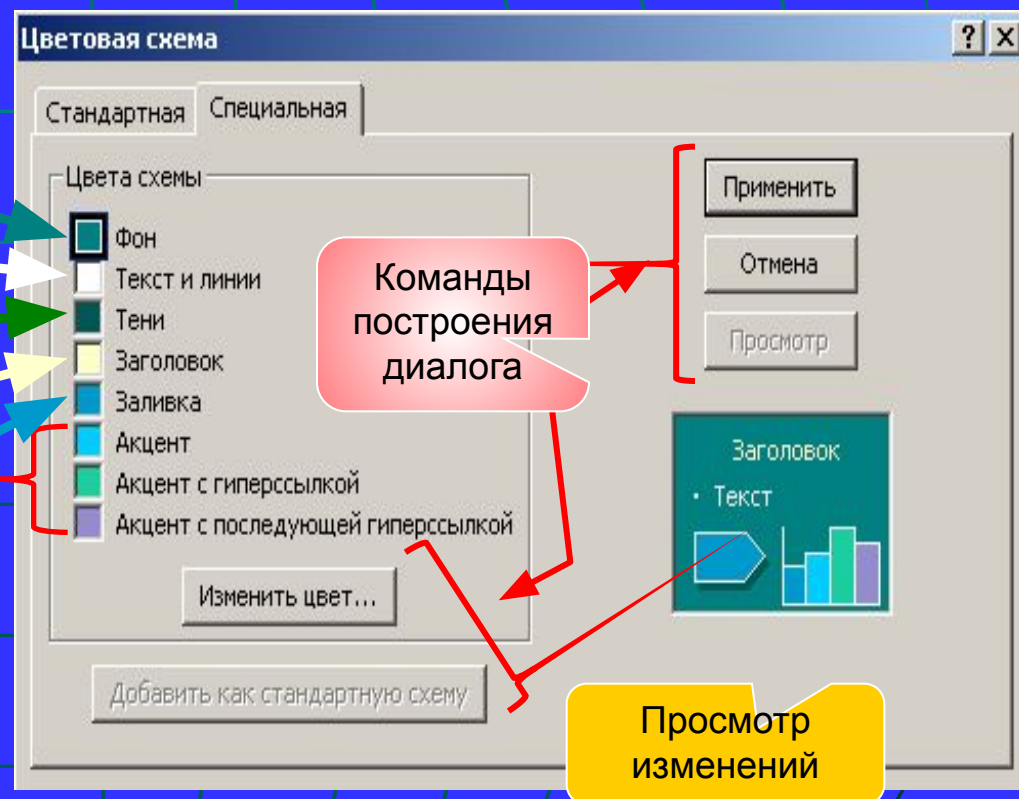 Цветовая схема
Стандартная
Специальная
Цвета схемы
Фон
Текст и линии
Тени
Заголовок
Заливка
Акцент
Акцент с гиперссылкой
Акцент с последующей гиперссылкой
Изменить цвет...
Добавить как стандартную схему
Команды
построения
диалога
Применить
Отмена
Просмотр
Заголовок
• Текст
Просмотр
изменений